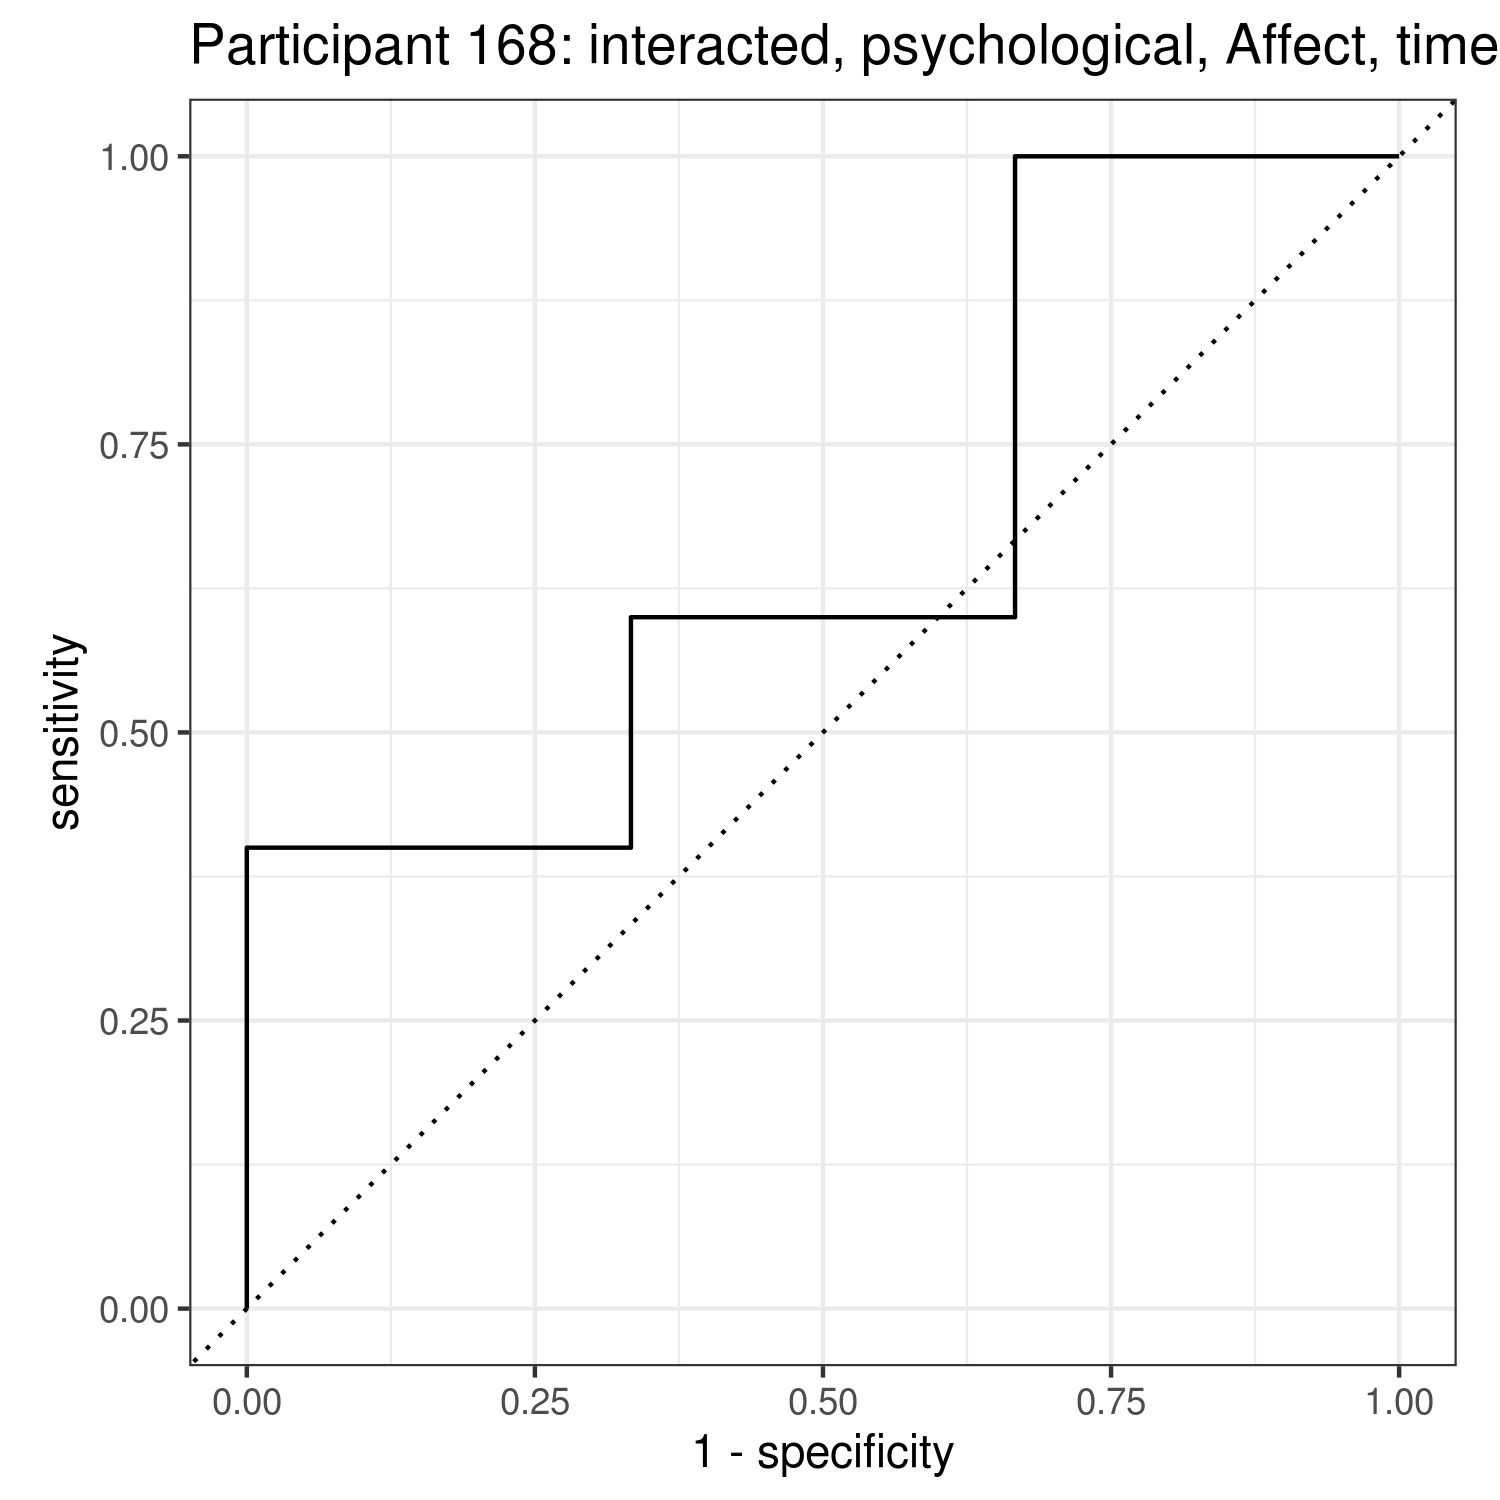 Participant 168: interacted, psychological, Affect, time
1.00
0.75
0.50
0.25
0.00
sensitivity
0.00 0.25 0.50 0.75 1.00
1 - specificity